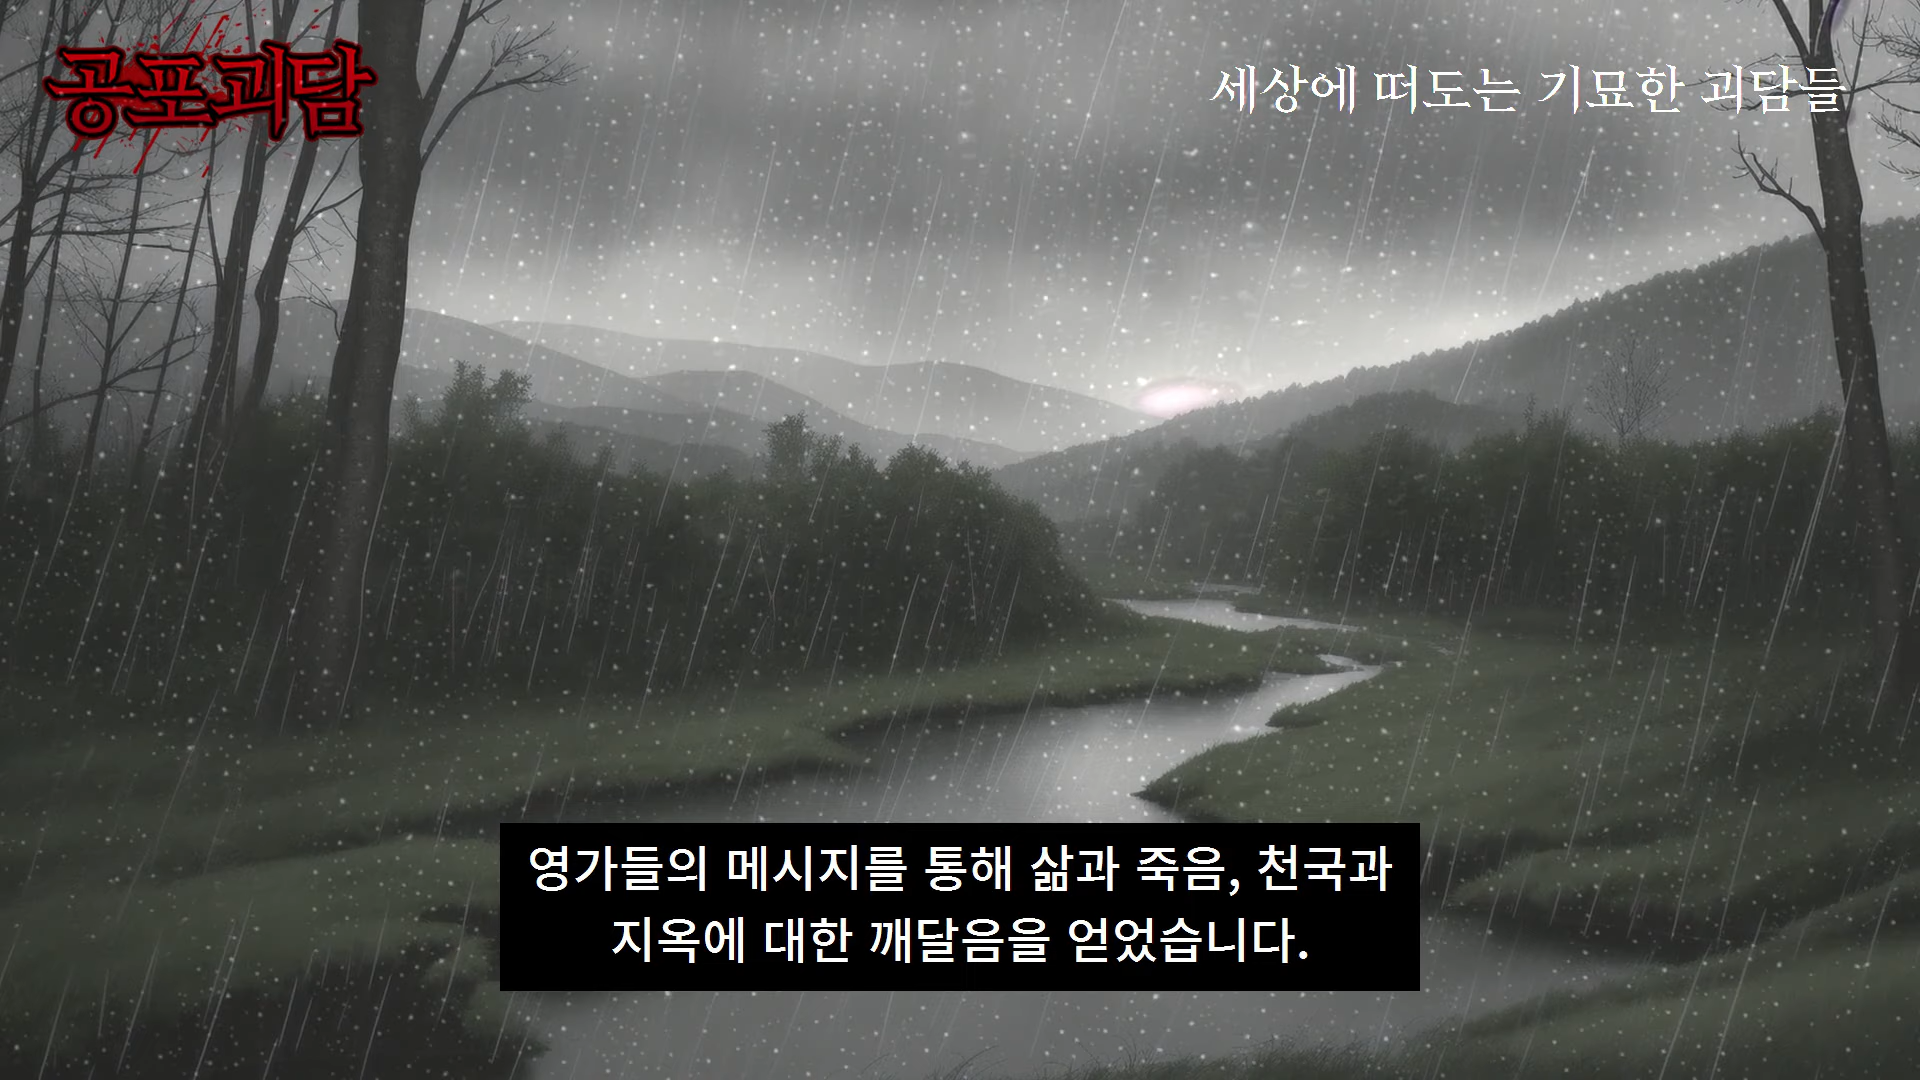 공포괴담
세상에 떠도는 기묘한 괴담들
영가들의 메시지를 통해 삶과 죽음, 천국과
지옥에 대한 깨달음을 얻었습니다.